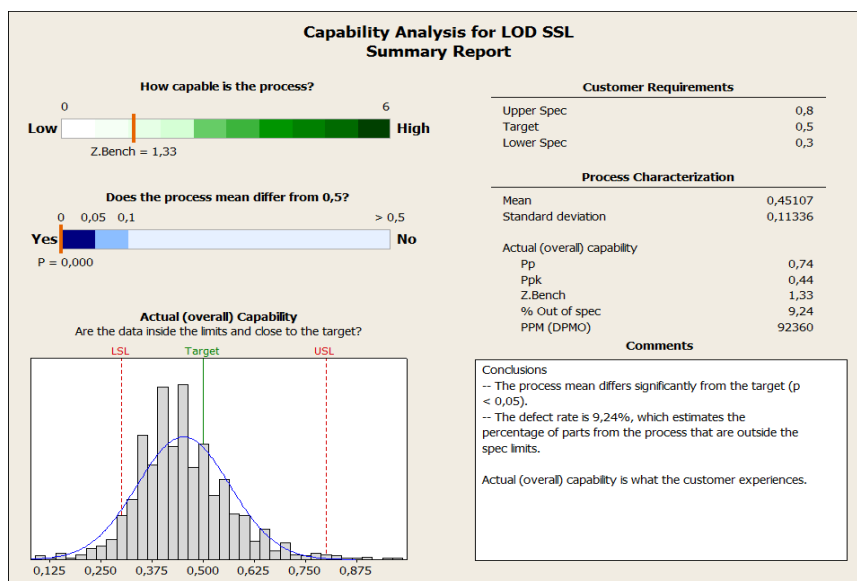 Capability Analysis for LOD SSL
Summary Report
How capable is the process?
0 6
Low High
Z.Bench = 1,33
Does the process mean differ from 0,5?
0 0,05 0,1 > 0,5
Yes No
P = 0,000
Actual (overall) Capability
Are the data inside the limits and close to the target?
LSL Target USL
0,125 0,250 0,375 0,500 0,625 0,750 0,875
Customer Requirements
Upper Spec 0,8
Target 0,5
Lower Spec 0,3
Process Characterization
Mean 0,45107
Standard deviation 0,11336
Actual (overall) capability
Pp 0,74
Ppk 0,44
Z.Bench 1,33
% Out of spec 9,24
PPM (DPMO) 92360
Comments
Conclusions
-- The process mean differs significantly from the target (p
< 0,05).
-- The defect rate is 9,24%, which estimates the
percentage of parts from the process that are outside the
spec limits.
Actual (overall) capability is what the customer experiences.